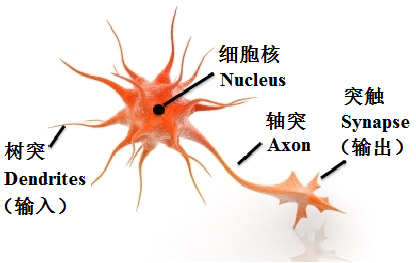 细胞核
Nucleus
轴突
Axon
突触
Synapse
（输出）
树突
Dendrites
（输入）